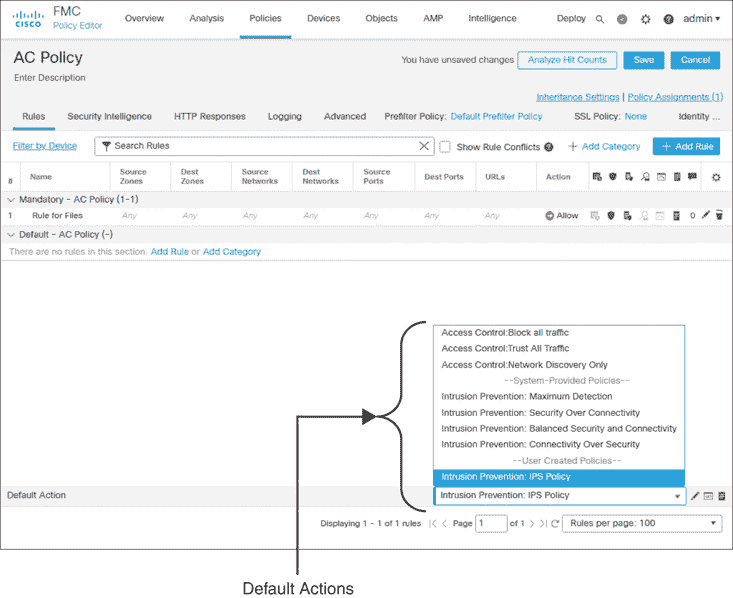 CISCO
FMC
Policy Editor
Overview
Analysis
Policies
Devices
Objects
AMP
Intelligence
Deploy
admin
AC Policy
Enter Description
You have unsaved changes
Analyze Hit Counts
Save
Cancel
Inheritance Settings | Policy Assignments (1)
Rules
Security Intelligence
HTTP Responses
Logging
Advanced
Prefilter Policy: Default Prefilter Policy
SSL Policy: None
Identity ...
Filter by Device
Search Rules
Show Rule Conflicts
+ Add Category
+ Add Rule
#
Name
Source Zones
Dest Zones
Source Networks
Dest Networks
Source Ports
Dest Ports
URLs
Action
Mandatory - AC Policy (1-1)
1 Rule for Files Any Any Any Any Any Any Any Allow 0
Default - AC Policy (-)
There are no rules in this section. Add Rule or Add Category
Access Control:Block all traffic
Access Control:Trust All Traffic
Access Control:Network Discovery Only
--System-Provided Policies--
Intrusion Prevention: Maximum Detection
Intrusion Prevention: Security Over Connectivity
Intrusion Prevention: Balanced Security and Connectivity
Intrusion Prevention: Connectivity Over Security
--User Created Policies--
Intrusion Prevention: IPS Policy
Default Action
Intrusion Prevention: IPS Policy
Displaying 1 - 1 of 1 rules
Page 1 of 1
Rules per page: 100
Default Actions